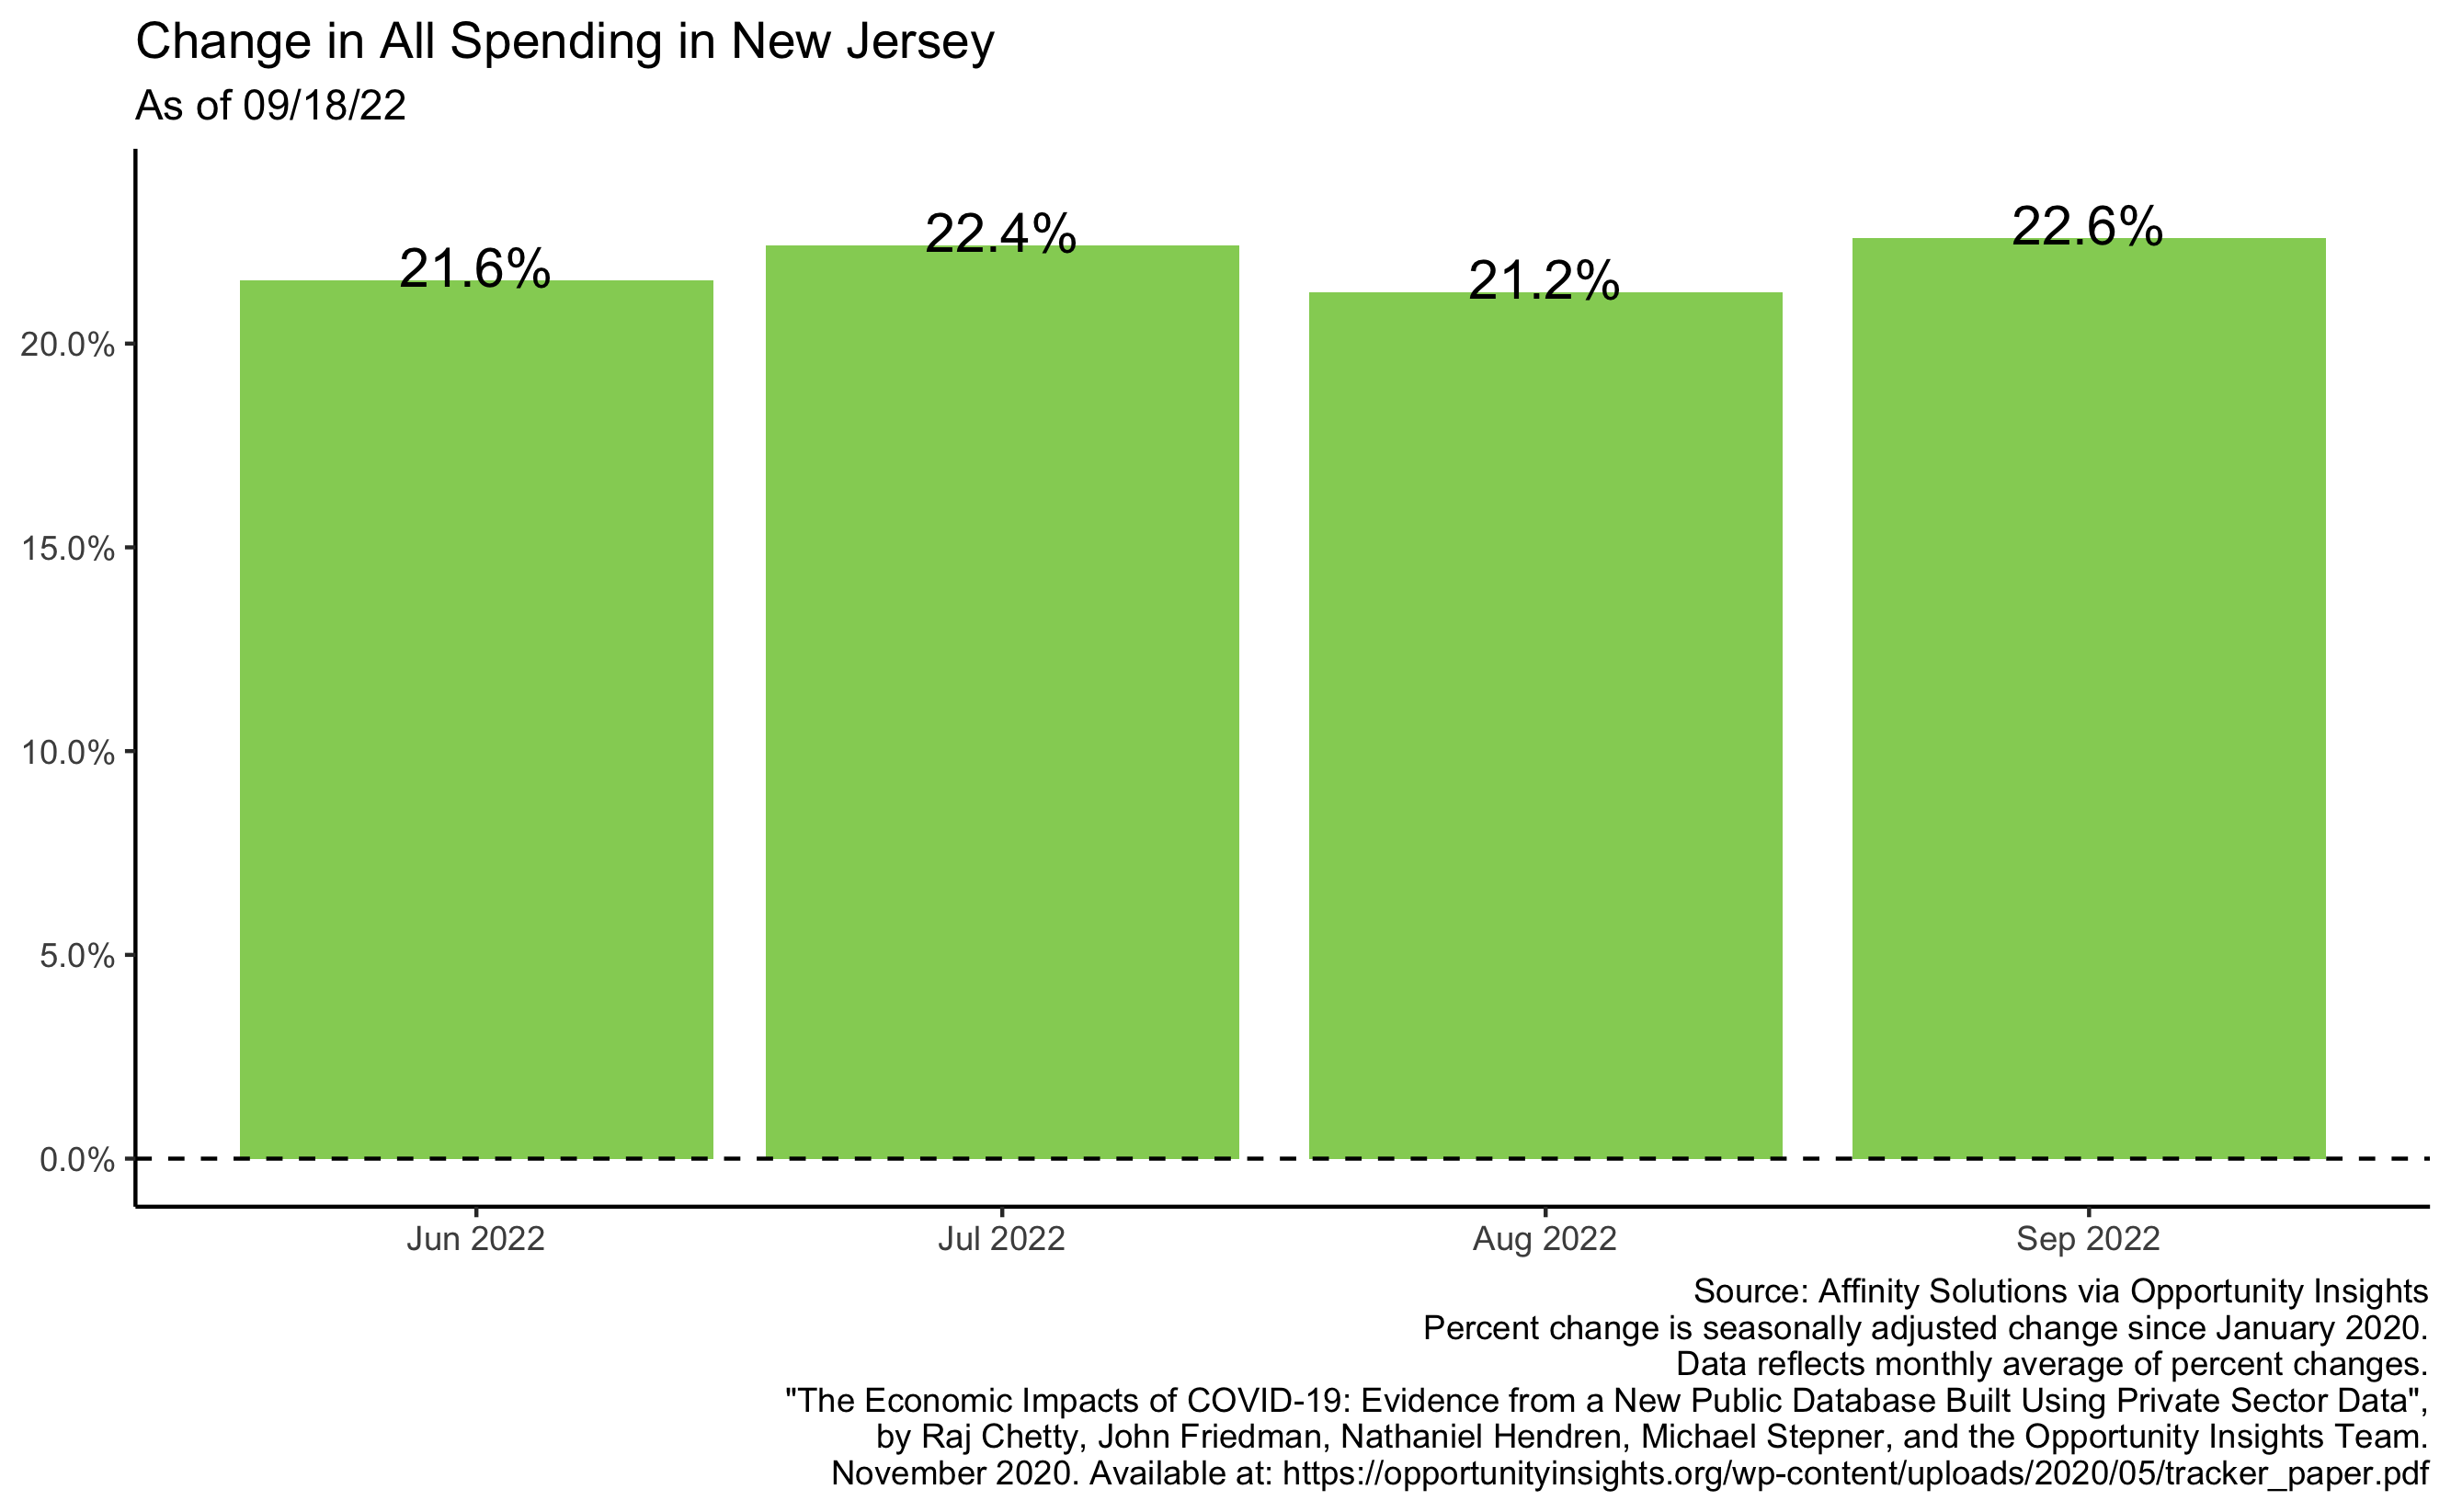 Change in All Spending in New Jersey
As of 09/18/22
21.6%
22.4%
21.2%
22.6%
20.0%
15.0%
10.0%
5.0%
0.0%
Jun 2022
Jul 2022
Aug 2022
Sep 2022
Source: Affinity Solutions via Opportunity Insights
Percent change is seasonally adjusted change since January 2020.
Data reflects monthly average of percent changes.
"The Economic Impacts of COVID-19: Evidence from a New Public Database Built Using Private Sector Data",
by Raj Chetty, John Friedman, Nathaniel Hendren, Michael Stepner, and the Opportunity Insights Team.
November 2020. Available at: https://opportunityinsights.org/wp-content/uploads/2020/05/tracker_paper.pdf